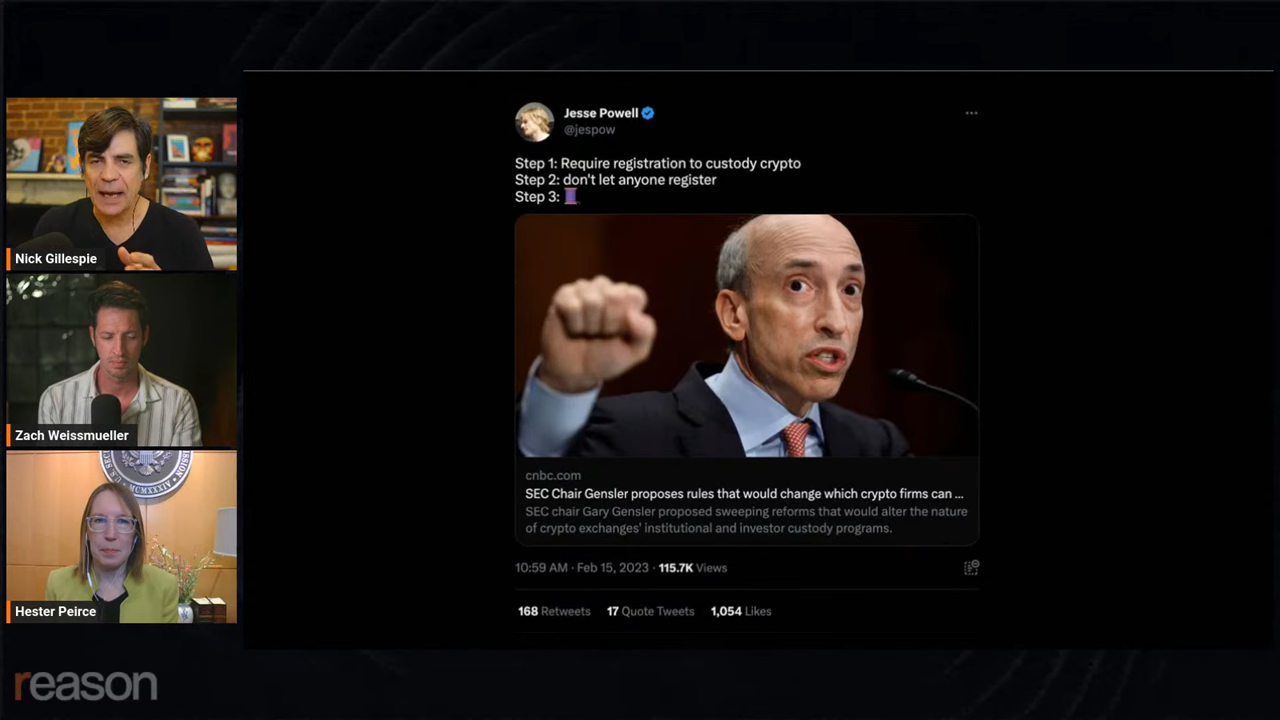 Nick Gillespie
Zach Weissmueller
MCMXXXIV
Hester Peirce
reason
Jesse Powell
@jespow
Step 1: Require registration to custody crypto
Step 2: don't let anyone register
Step 3: 🧵
cnbc.com
SEC Chair Gensler proposes rules that would change which crypto firms can ...
SEC chair Gary Gensler proposed sweeping reforms that would alter the nature
of crypto exchanges' institutional and investor custody programs.
10:59 AM · Feb 15, 2023 · 115.7K Views
168 Retweets 17 Quote Tweets 1,054 Likes